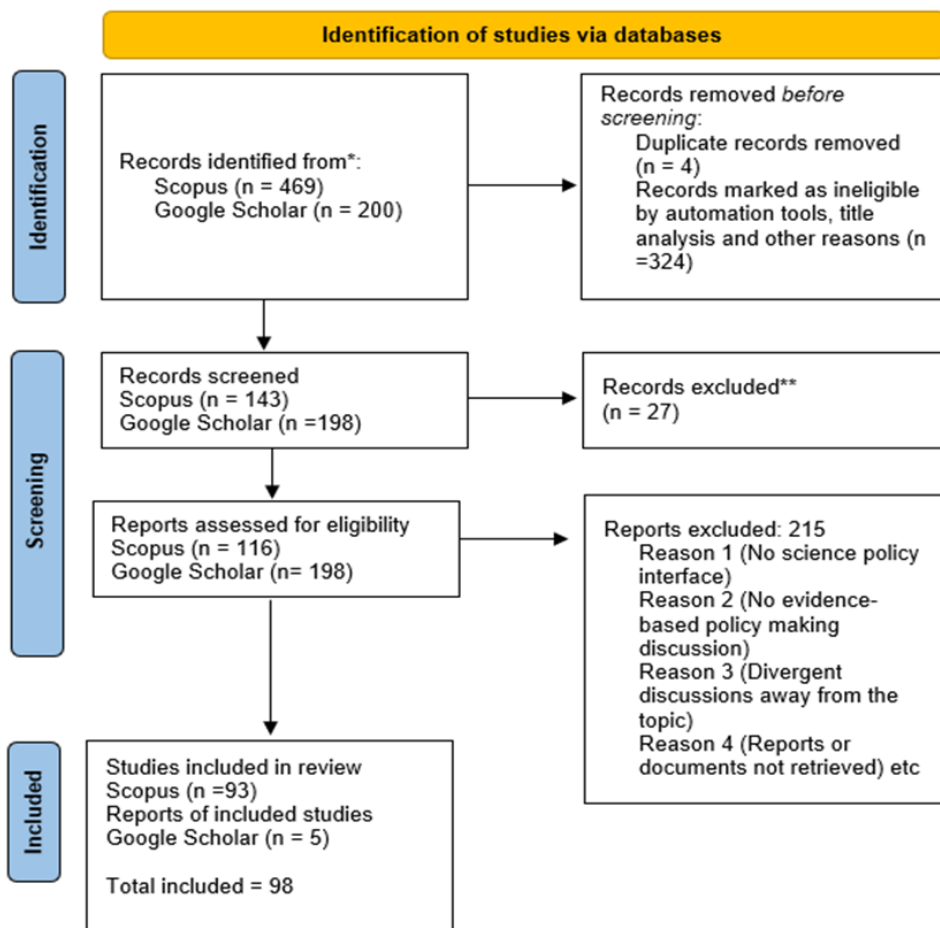 Identification of studies via databases
Identification
Records identified from*:
Scopus (n = 469)
Google Scholar (n = 200)
Records removed before
screening:
Duplicate records removed
(n = 4)
Records marked as ineligible
by automation tools, title
analysis and other reasons (n
=324)
Screening
Records screened
Scopus (n = 143)
Google Scholar (n =198)
Records excluded**
(n = 27)
Reports assessed for eligibility
Scopus (n = 116)
Google Scholar (n= 198)
Reports excluded: 215
Reason 1 (No science policy
interface)
Reason 2 (No evidence-
based policy making
discussion)
Reason 3 (Divergent
discussions away from the
topic)
Reason 4 (Reports or
documents not retrieved) etc
Included
Studies included in review
Scopus (n =93)
Reports of included studies
Google Scholar (n = 5)
Total included = 98